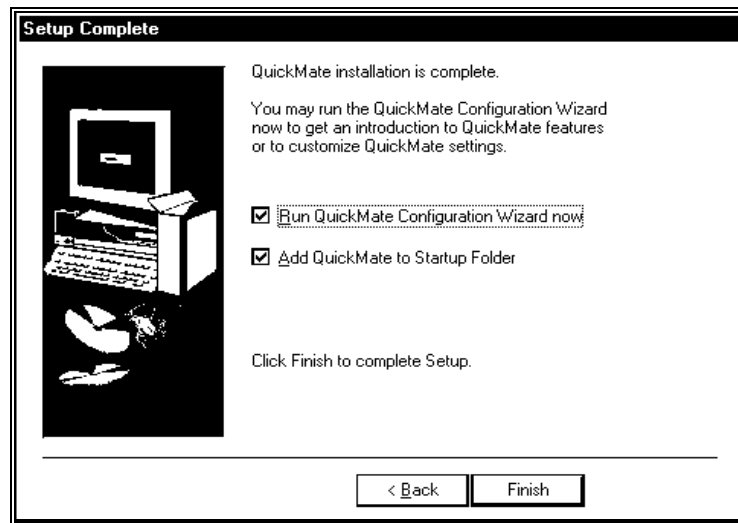 Setup Complete
QuickMate installation is complete.
You may run the QuickMate Configuration Wizard
now to get an introduction to QuickMate features
or to customize QuickMate settings.
Run QuickMate Configuration Wizard now
Add QuickMate to Startup Folder
Click Finish to complete Setup.
< Back Finish